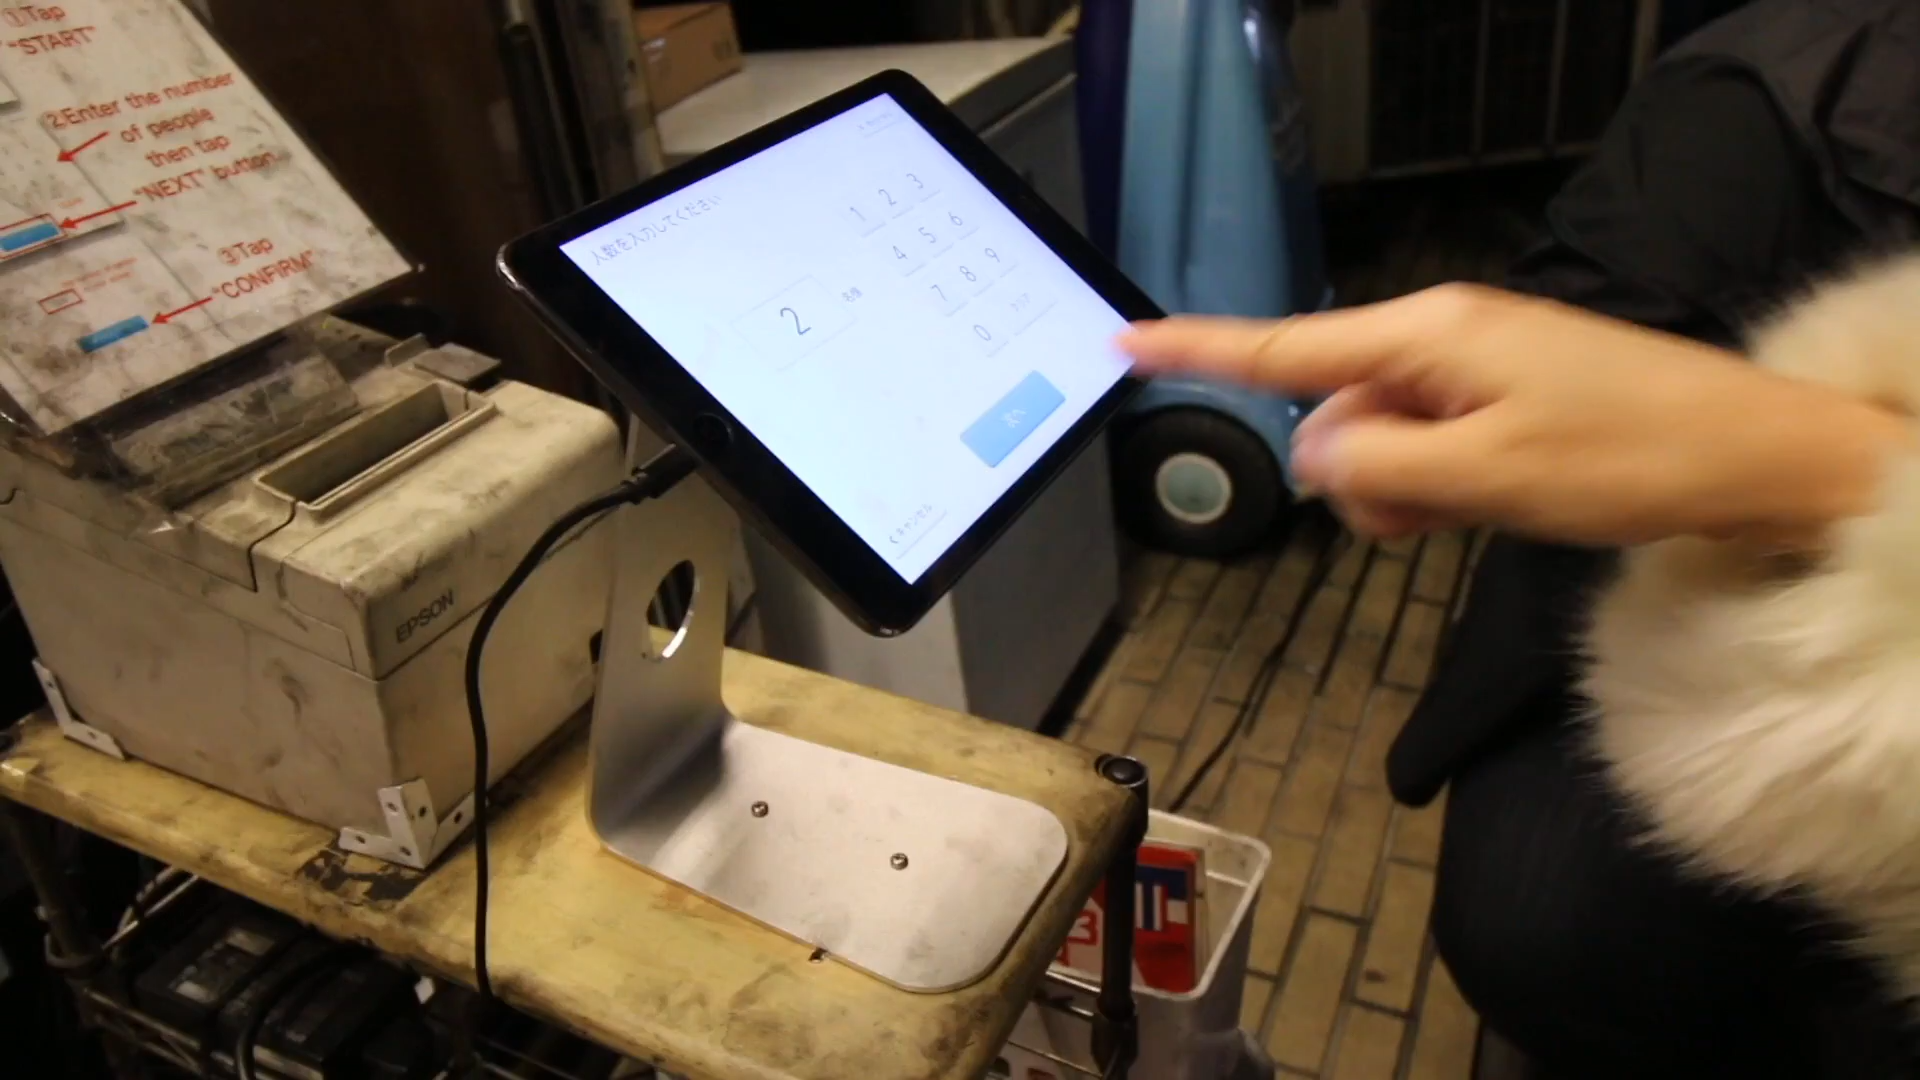 ①Tap
"START"
②Enter the number
of people
then tap
"NEXT" button
③Tap
"CONFIRM"
人数を入力してください
2
名様
1 2 3
4 5 6
7 8 9
0 クリア
次へ
く キャンセル
EPSON